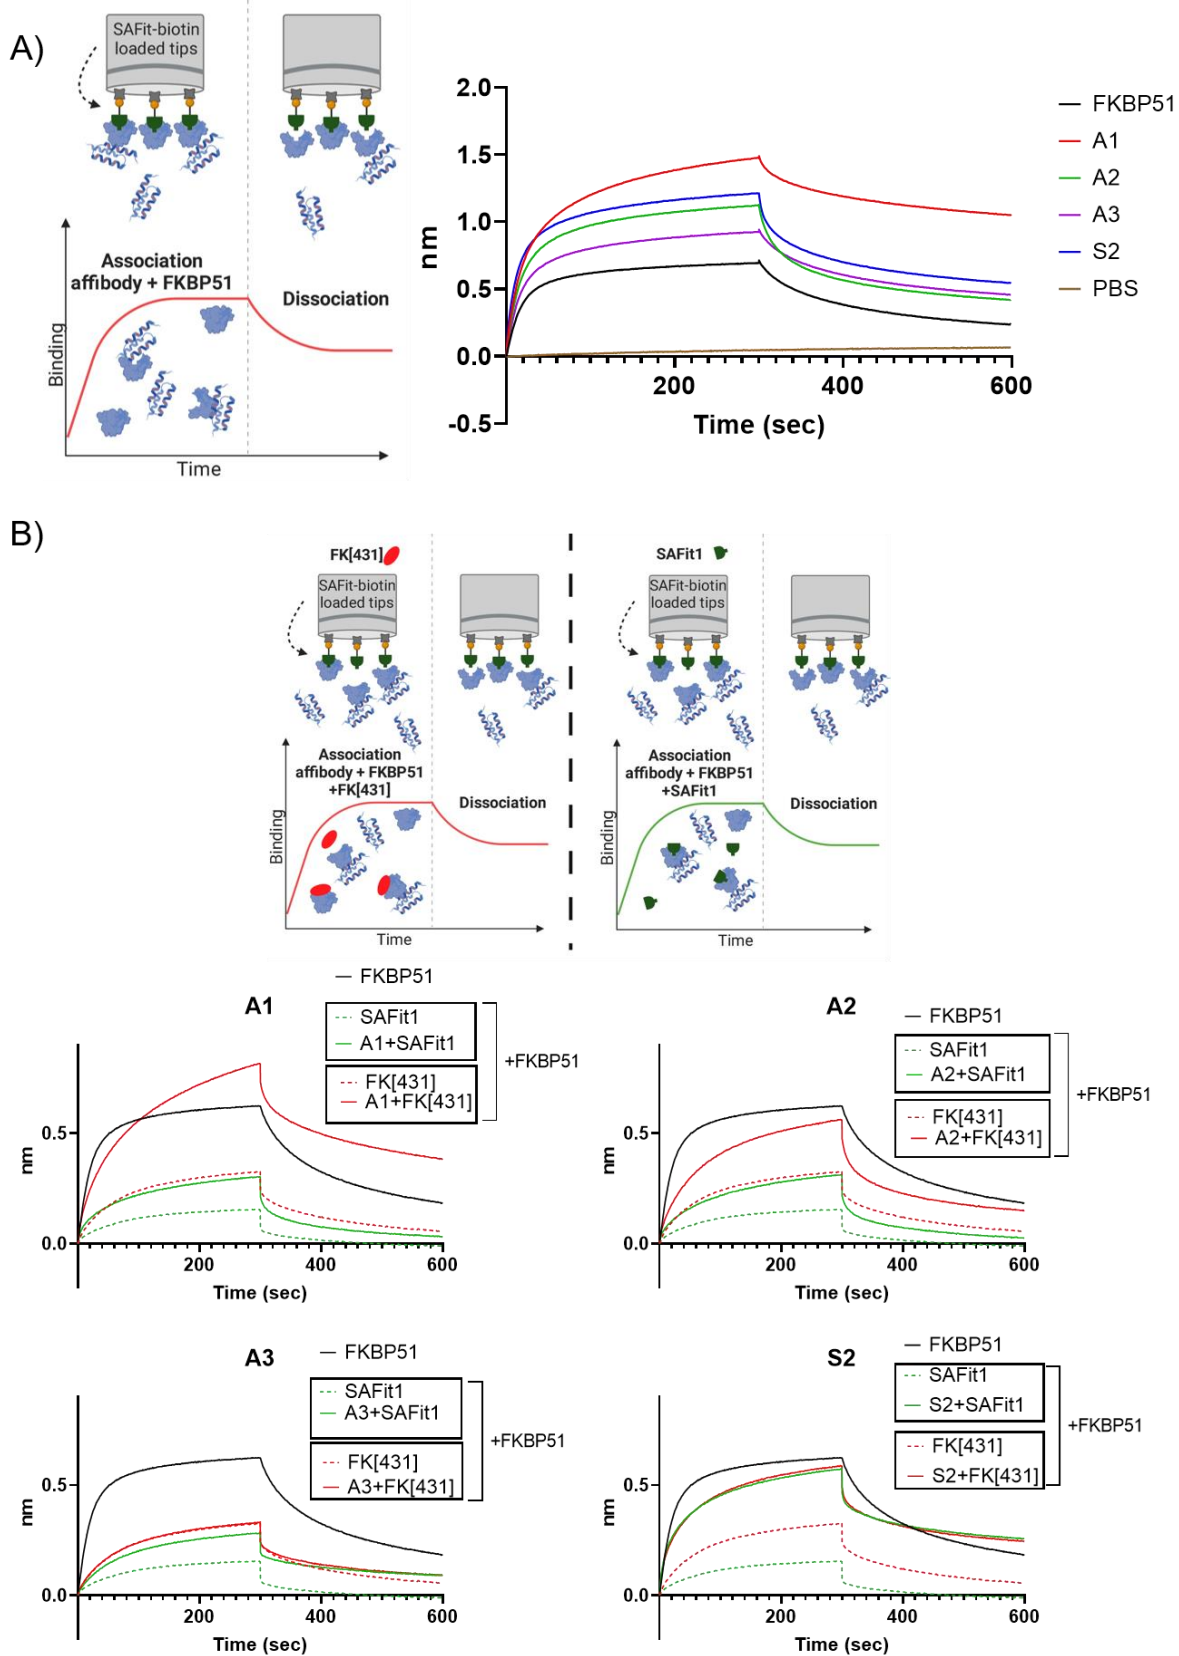 A)
SAFit-biotin
loaded tips
Association
affibody + FKBP51
Dissociation
Binding
Time
2.0
1.5
1.0
0.5
0.0
-0.5
nm
200
400
600
Time (sec)
FKBP51
A1
A2
A3
S2
PBS
B)
FK[431]
SAFit-biotin
loaded tips
Association
affibody + FKBP51
+FK[431]
Dissociation
Binding
Time
SAFit1
SAFit-biotin
loaded tips
Association
affibody + FKBP51
+SAFit1
Dissociation
Binding
Time
A1
FKBP51
SAFit1
A1+SAFit1
FK[431]
A1+FK[431]
+FKBP51
0.5
0.0
nm
200
400
600
Time (sec)
A2
FKBP51
SAFit1
A2+SAFit1
FK[431]
A2+FK[431]
+FKBP51
0.5
0.0
nm
200
400
600
Time (sec)
A3
FKBP51
SAFit1
A3+SAFit1
FK[431]
A3+FK[431]
+FKBP51
0.5
0.0
nm
200
400
600
Time (sec)
S2
FKBP51
SAFit1
S2+SAFit1
FK[431]
S2+FK[431]
+FKBP51
0.5
0.0
nm
200
400
600
Time (sec)